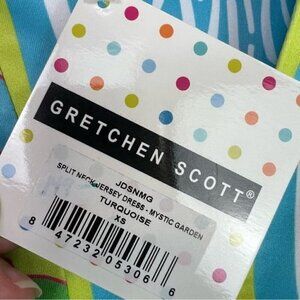 GRETCHEN SCOTT®
JDSNMG
SPLIT NECK JERSEY DRESS - MYSTIC GARDEN
TURQUOISE
XS
8 47232 05306 6